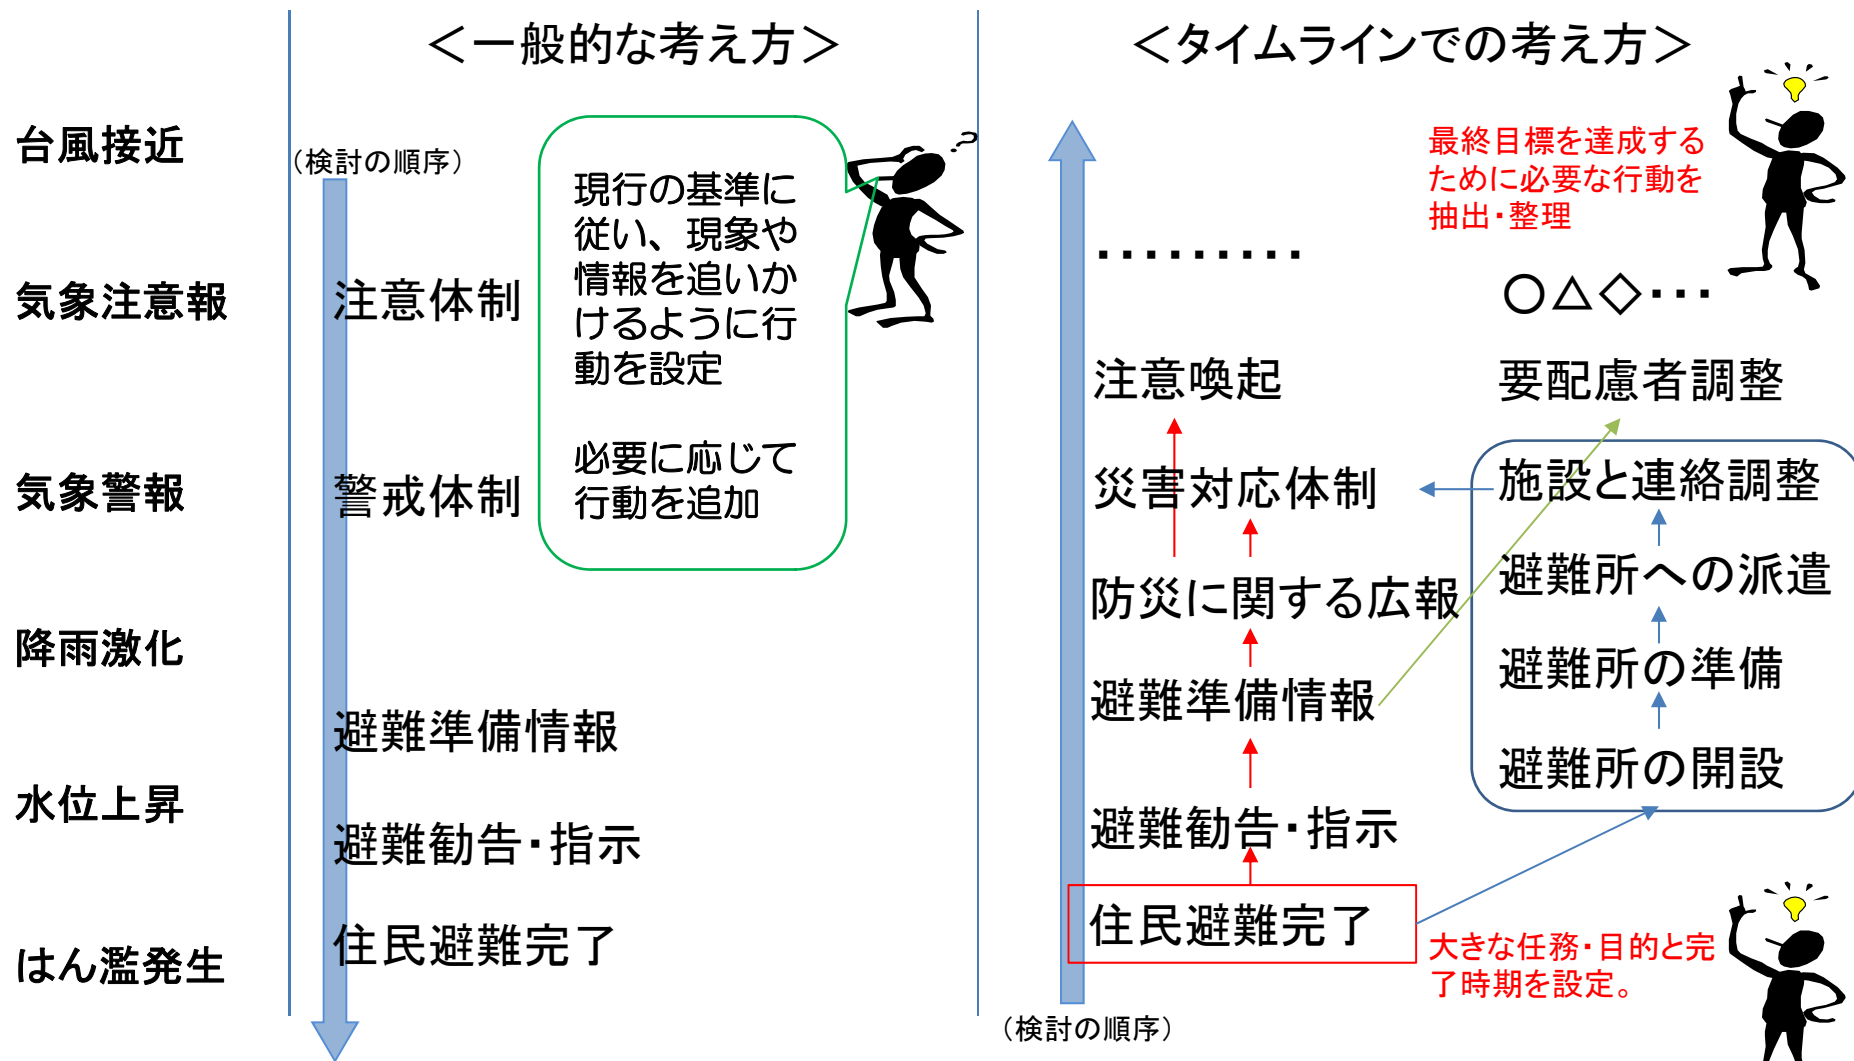 ＜一般的な考え方＞
＜タイムラインでの考え方＞
台風接近
気象注意報
気象警報
降雨激化
水位上昇
はん濫発生
（検討の順序）
注意体制
警戒体制
避難準備情報
避難勧告・指示
住民避難完了
現行の基準に
従い、現象や
情報を追いか
けるように行
動を設定
必要に応じて
行動を追加
?
最終目標を達成する
ために必要な行動を
抽出・整理
・・・・・・・・・
○△◇・・・
注意喚起
要配慮者調整
災害対応体制
施設と連絡調整
防災に関する広報
避難所への派遣
避難準備情報
避難所の準備
避難勧告・指示
避難所の開設
住民避難完了
大きな任務・目的と完
了時期を設定。
（検討の順序）